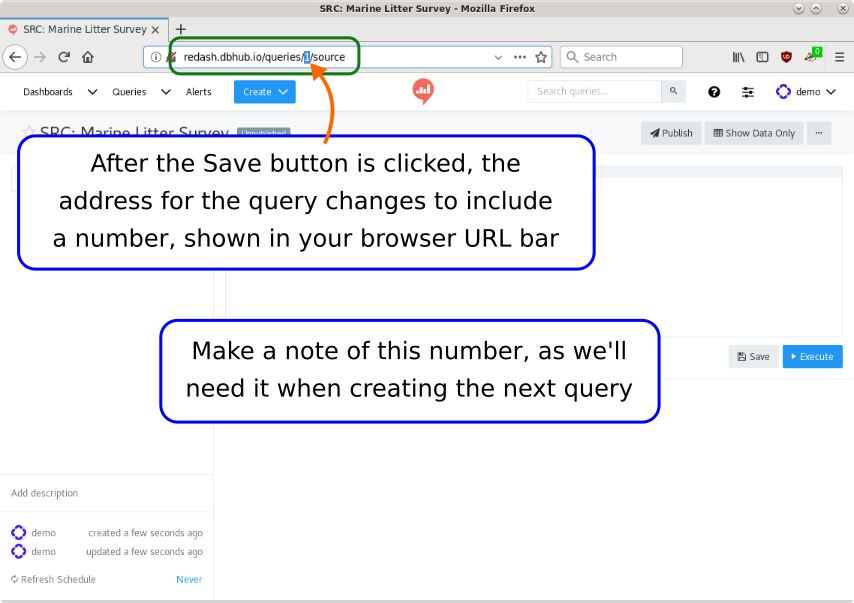 SRC: Marine Litter Survey - Mozilla Firefox
SRC: Marine Litter Survey
redash.dbhub.io/queries/1/source
Search
0
Dashboards Queries Alerts Create Search queries... demo
SRC: Marine Litter Survey Unpublished Publish Show Data Only
After the Save button is clicked, the
address for the query changes to include
a number, shown in your browser URL bar
Make a note of this number, as we'll
need it when creating the next query
Save Execute
Add description
demo created a few seconds ago
demo updated a few seconds ago
Refresh Schedule Never